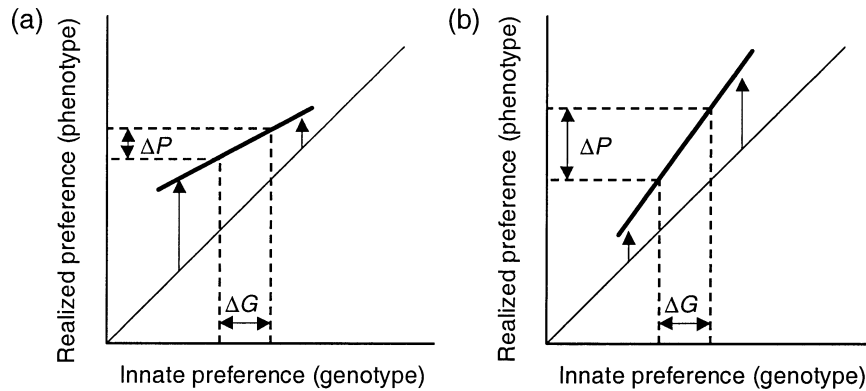 (a)
Realized preference (phenotype)
ΔP
ΔG
Innate preference (genotype)
(b)
Realized preference (phenotype)
ΔP
ΔG
Innate preference (genotype)